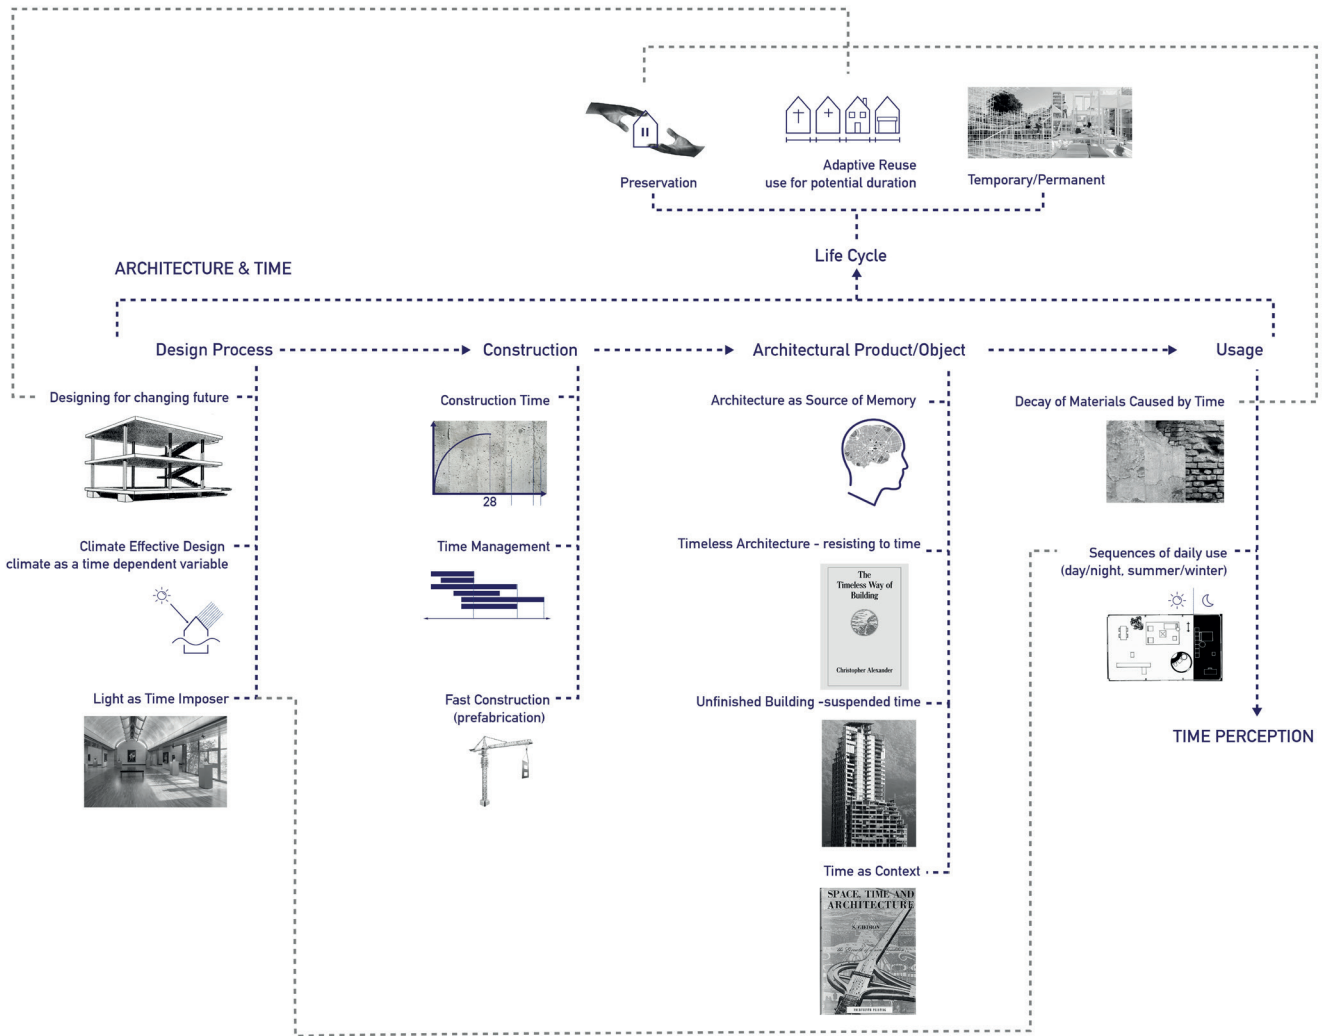 Preservation
Adaptive Reuse
use for potential duration
Temporary/Permanent
Life Cycle
ARCHITECTURE & TIME
Design Process
Construction
Architectural Product/Object
Usage
Designing for changing future
Climate Effective Design
climate as a time dependent variable
Light as Time Imposer
Construction Time
28
Time Management
Fast Construction
(prefabrication)
Architecture as Source of Memory
Timeless Architecture - resisting to time
The
Timeless Way of
Building
Christopher Alexander
Unfinished Building -suspended time
Time as Context
SPACE, TIME AND
ARCHITECTURE
S. GIEDION
Decay of Materials Caused by Time
Sequences of daily use
(day/night, summer/winter)
TIME PERCEPTION